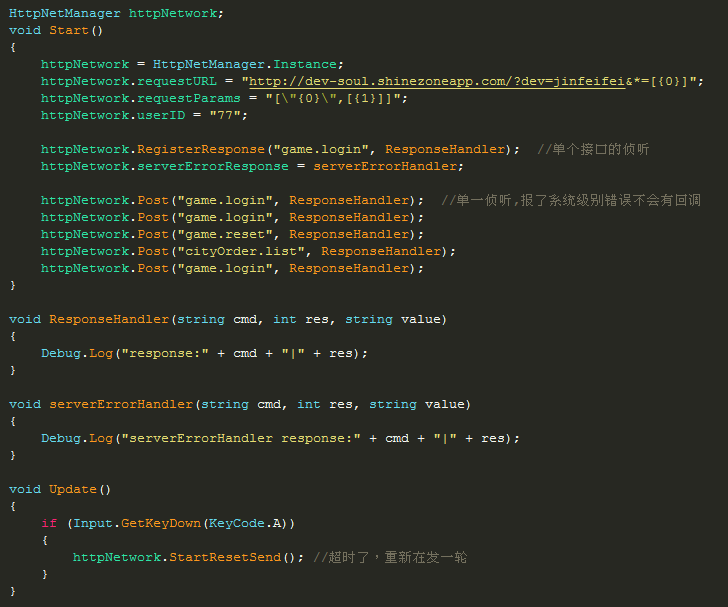 HttpNetManager httpNetwork;
void Start()
{
    httpNetwork = HttpNetManager.Instance;
    httpNetwork.requestURL = "http://dev-soul.shinezoneapp.com/?dev=jinfeifei&*=[{0}]";
    httpNetwork.requestParams = "[\"{0}\",[{1}]]";
    httpNetwork.userID = "77";

    httpNetwork.RegisterResponse("game.login", ResponseHandler);  //单个接口的侦听
    httpNetwork.serverErrorResponse = serverErrorHandler;

    httpNetwork.Post("game.login", ResponseHandler);  //单一侦听,报了系统级别错误不会有回调
    httpNetwork.Post("game.login", ResponseHandler);
    httpNetwork.Post("game.reset", ResponseHandler);
    httpNetwork.Post("cityOrder.list", ResponseHandler);
    httpNetwork.Post("game.login", ResponseHandler);
}

void ResponseHandler(string cmd, int res, string value)
{
    Debug.Log("response:" + cmd + "|" + res);
}

void serverErrorHandler(string cmd, int res, string value)
{
    Debug.Log("serverErrorHandler response:" + cmd + "|" + res);
}

void Update()
{
    if (Input.GetKeyDown(KeyCode.A))
    {
        httpNetwork.StartResetSend(); //超时了，重新在发一轮
    }
}